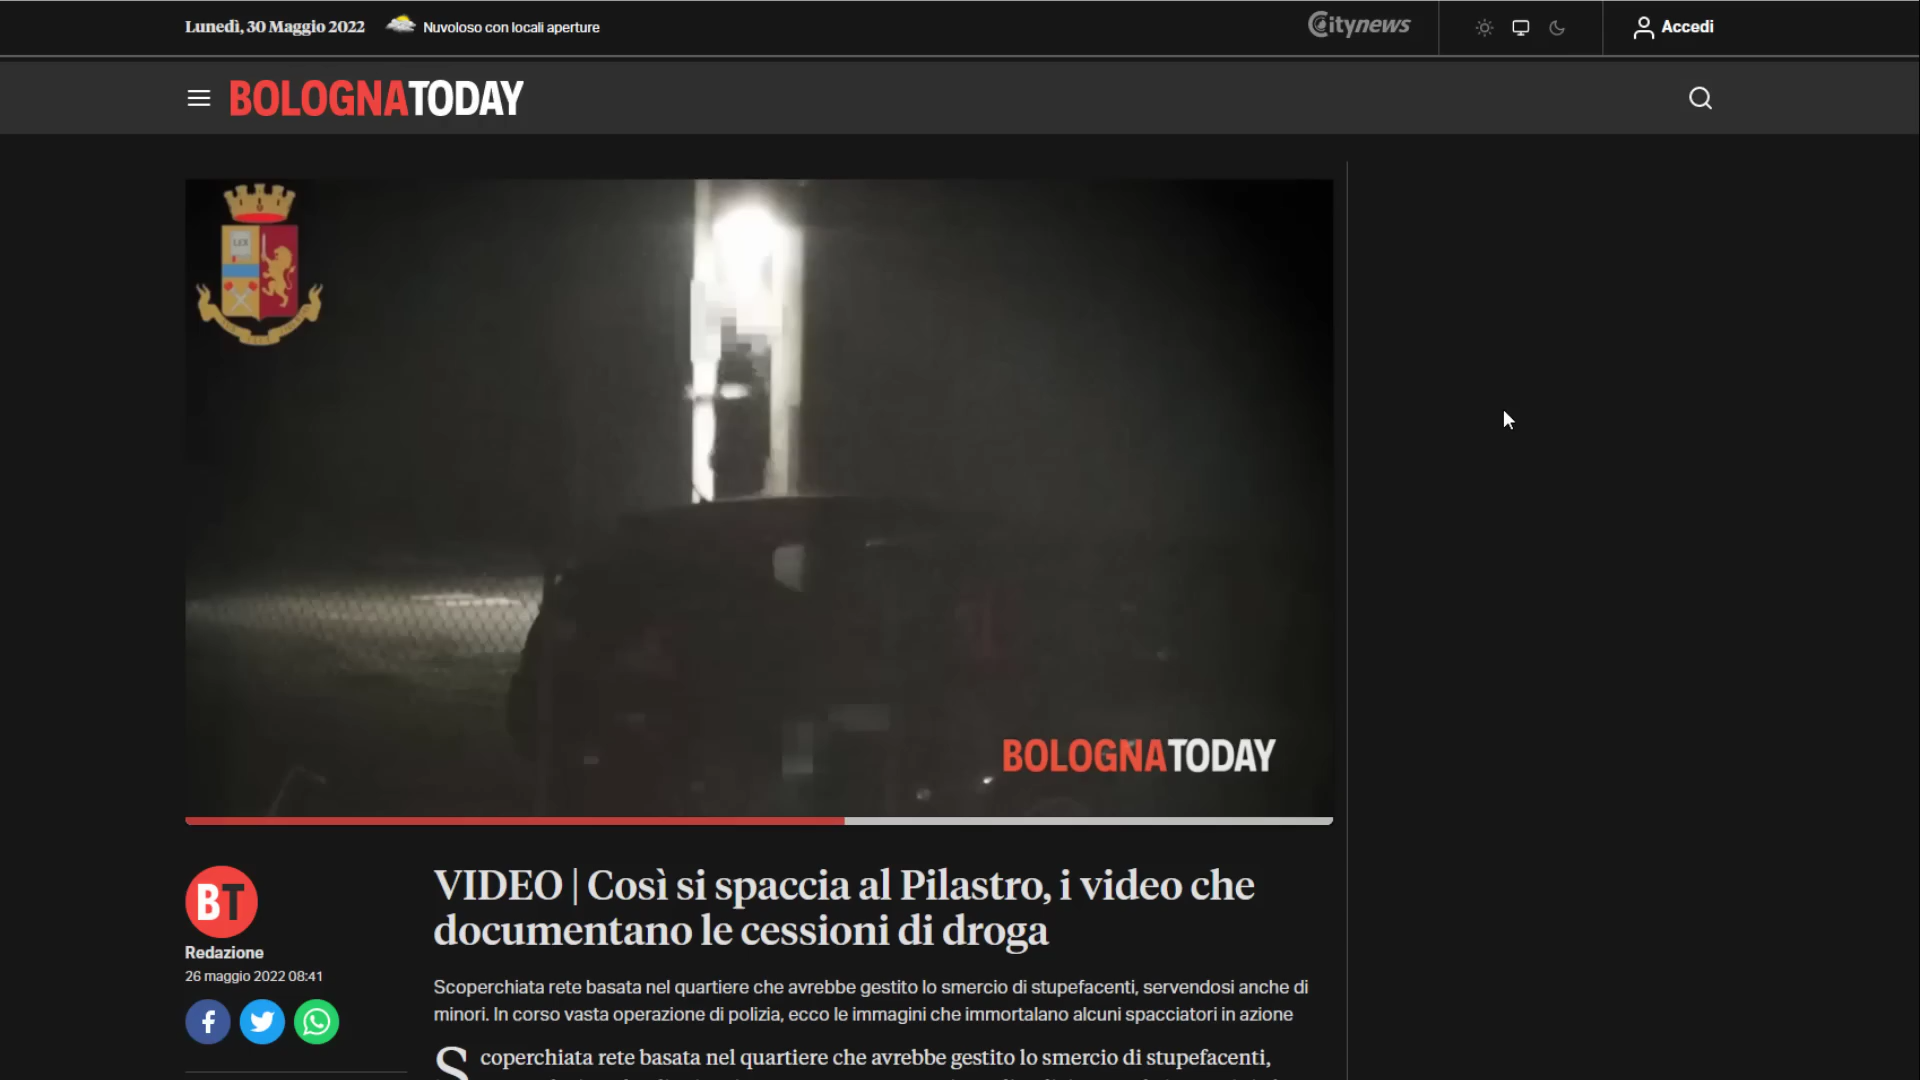 Lunedì, 30 Maggio 2022
Nuvoloso con locali aperture
Citynews
Accedi
BOLOGNATODAY
LEX
BOLOGNATODAY
BT
Redazione
26 maggio 2022 08:41
VIDEO | Così si spaccia al Pilastro, i video che
documentano le cessioni di droga
Scoperchiata rete basata nel quartiere che avrebbe gestito lo smercio di stupefacenti, servendosi anche di
minori. In corso vasta operazione di polizia, ecco le immagini che immortalano alcuni spacciatori in azione
Scoperchiata rete basata nel quartiere che avrebbe gestito lo smercio di stupefacenti,